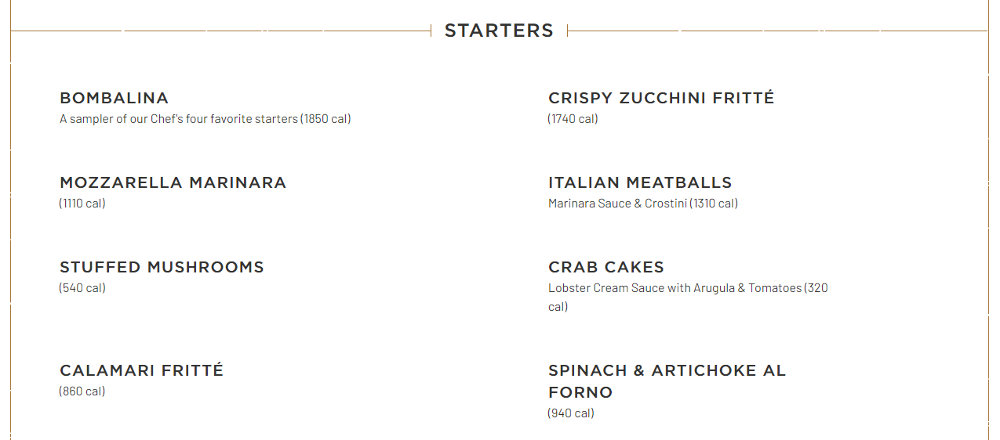 STARTERS
BOMBALINA
A sampler of our Chef's four favorite starters (1850 cal)
CRISPY ZUCCHINI FRITTÉ
(1740 cal)
MOZZARELLA MARINARA
(1110 cal)
ITALIAN MEATBALLS
Marinara Sauce & Crostini (1310 cal)
STUFFED MUSHROOMS
(540 cal)
CRAB CAKES
Lobster Cream Sauce with Arugula & Tomatoes (320
cal)
CALAMARI FRITTÉ
(860 cal)
SPINACH & ARTICHOKE AL
FORNO
(940 cal)